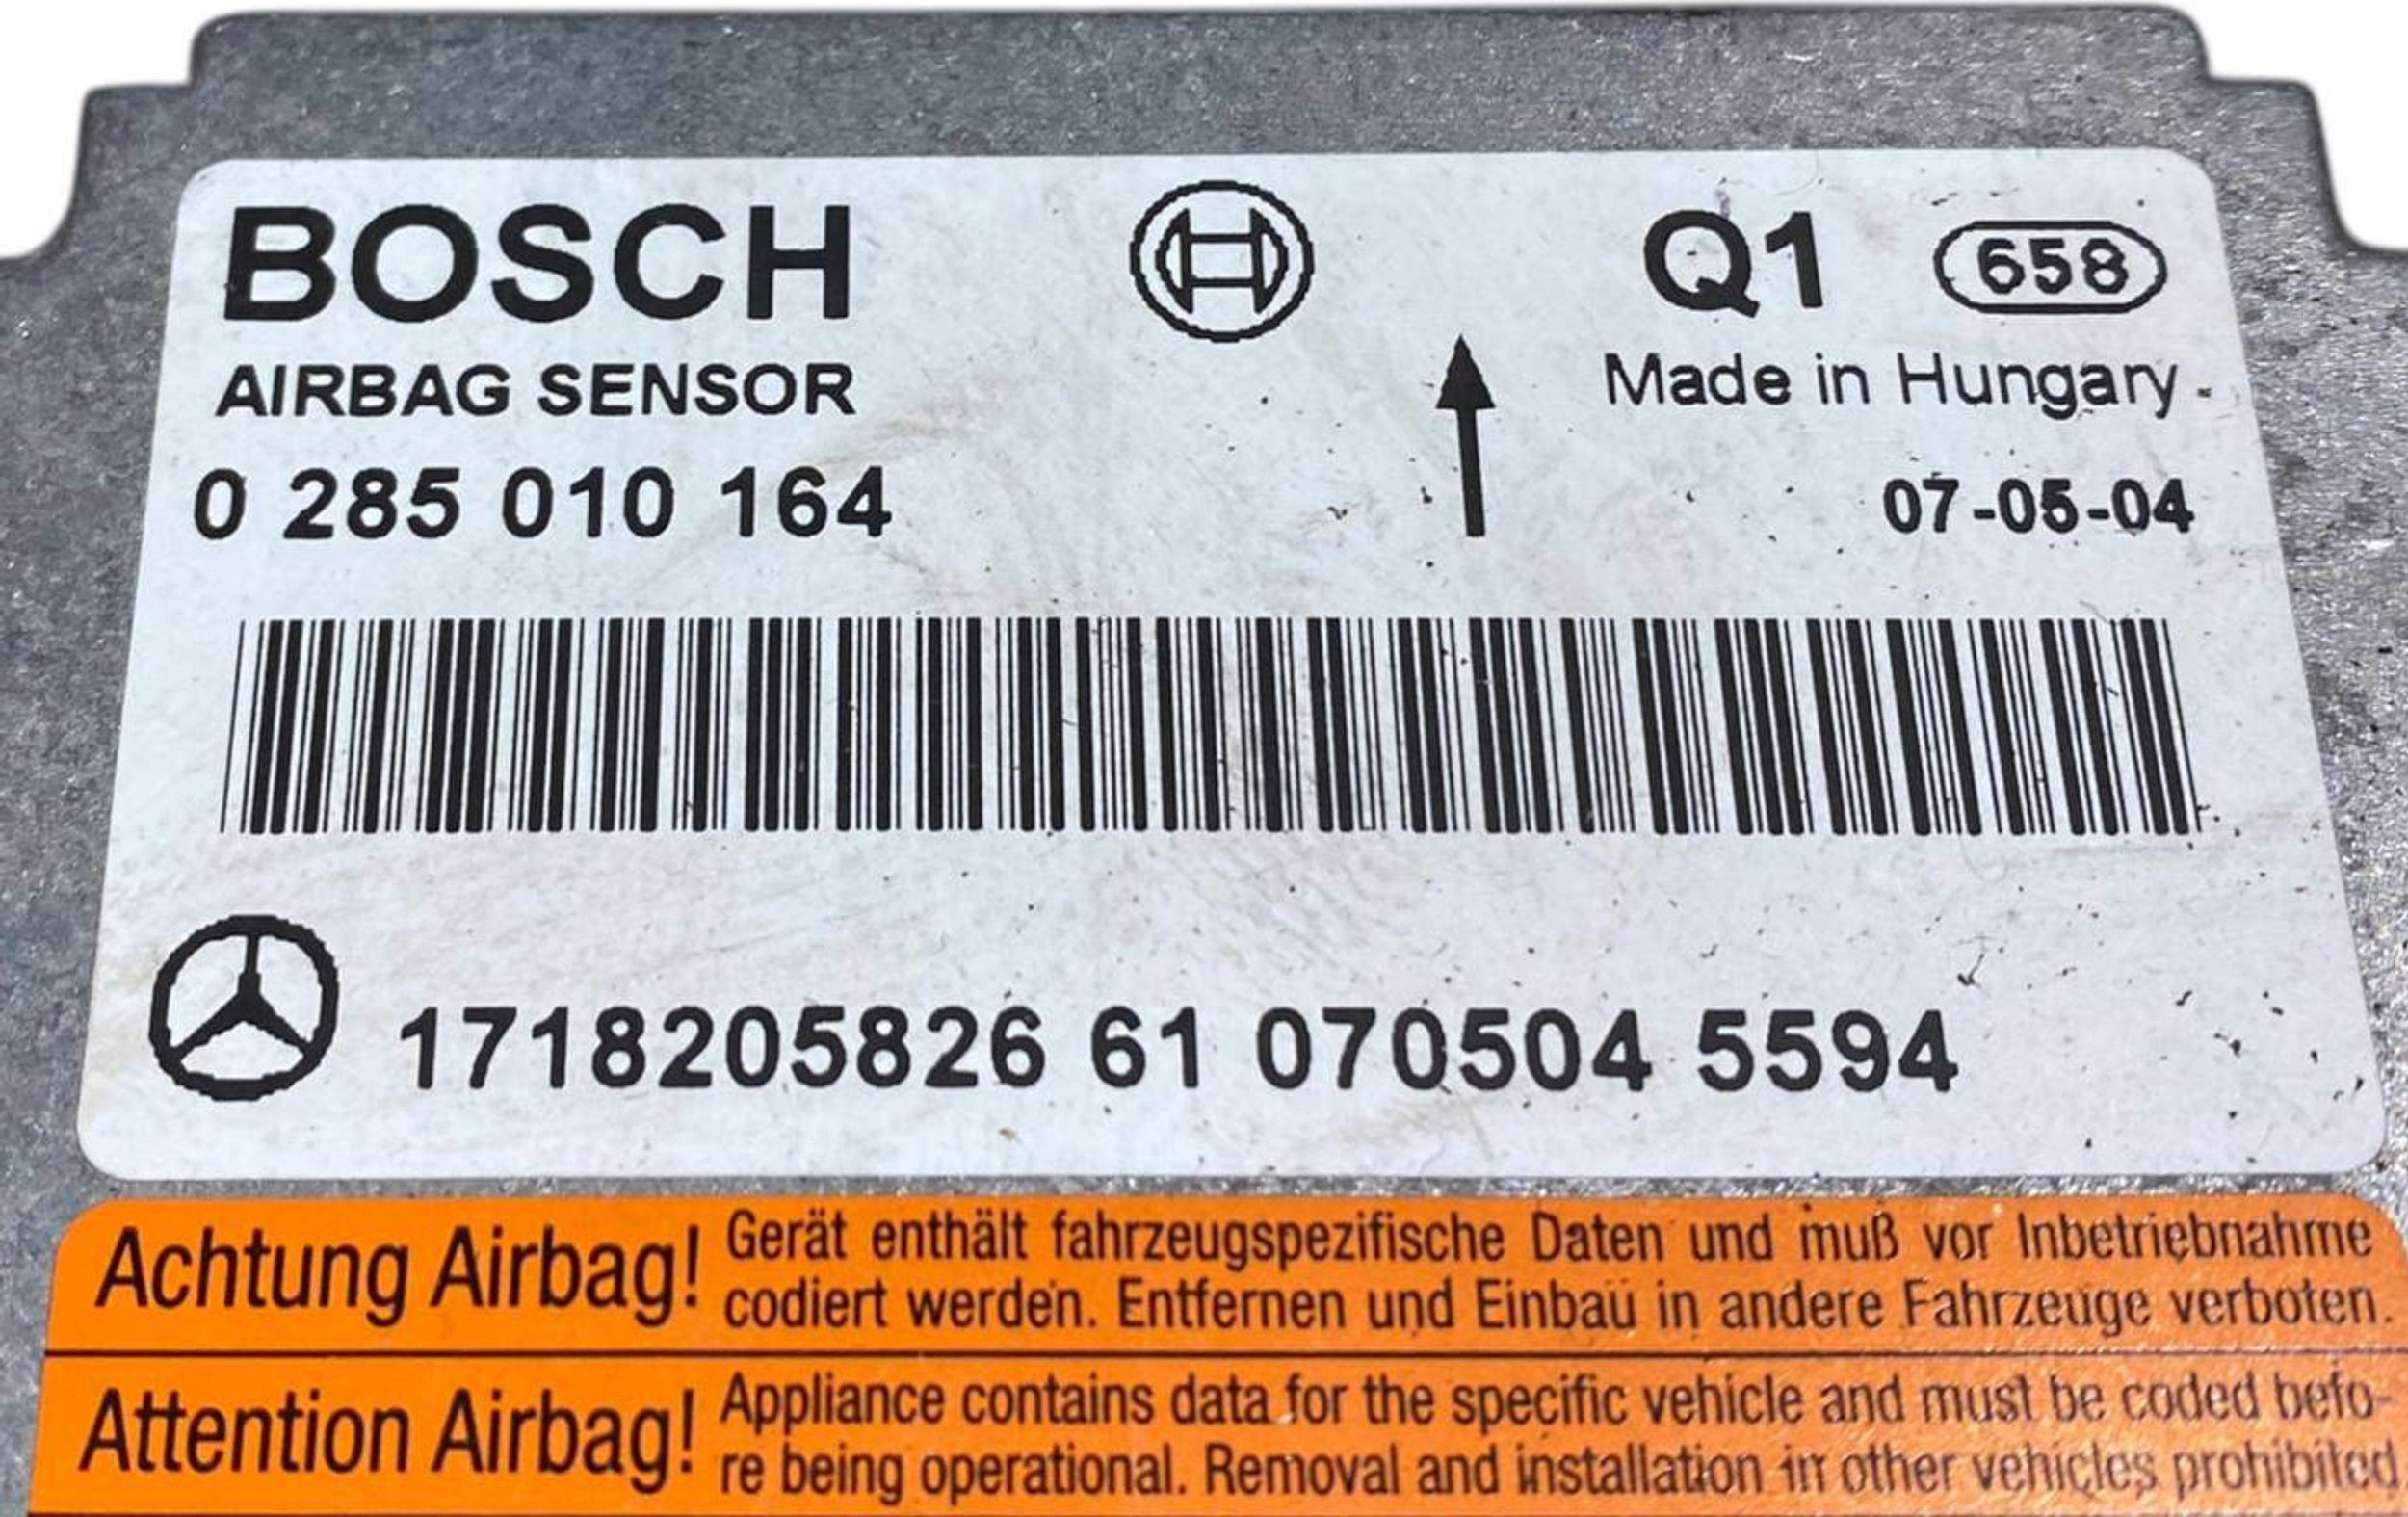 BOSCH
Q1 658
AIRBAG SENSOR
Made in Hungary
0 285 010 164
07-05-04
1718205826 61 070504 5594
Achtung Airbag!
Gerät enthält fahrzeugspezifische Daten und muß vor Inbetriebnahme
codiert werden. Entfernen und Einbau in andere Fahrzeuge verboten.
Attention Airbag!
Appliance contains data for the specific vehicle and must be coded befo-
re being operational. Removal and installation in other vehicles prohibited